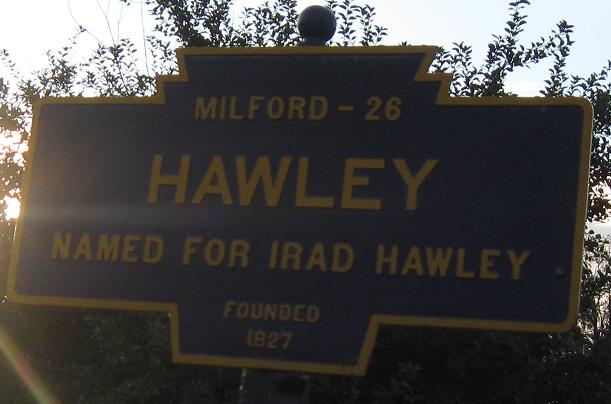 MILFORD - 26
HAWLEY
NAMED FOR IRAD HAWLEY
FOUNDED
1827